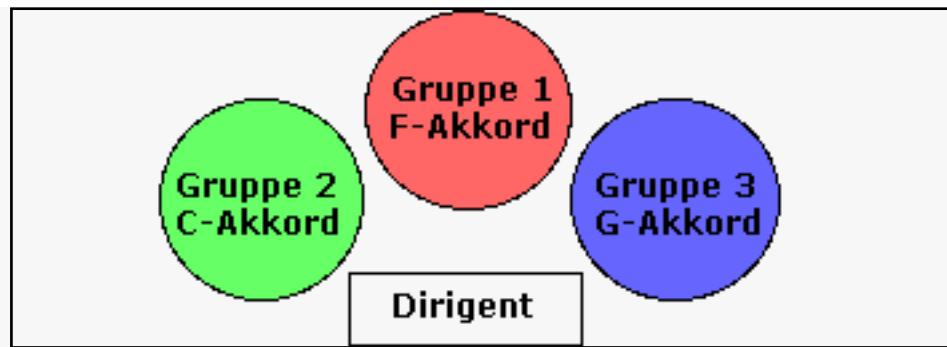 Gruppe 1
F-Akkord
Gruppe 2
C-Akkord
Gruppe 3
G-Akkord
Dirigent